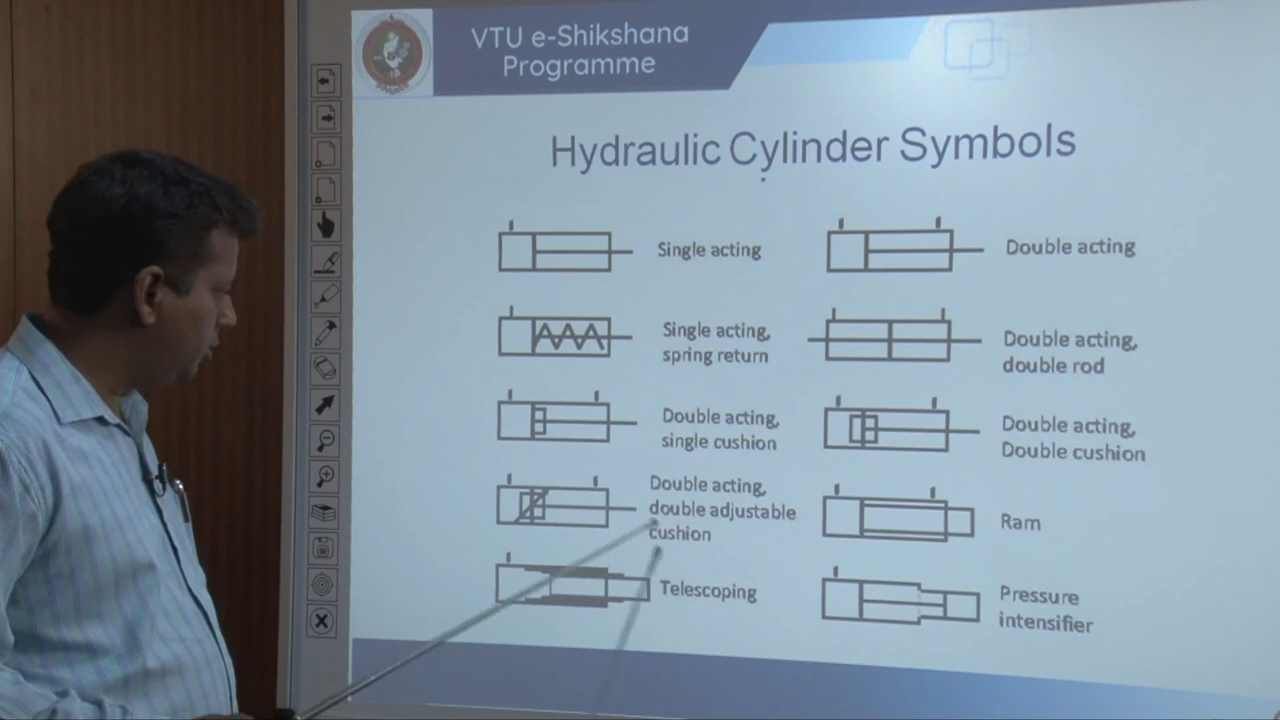 VTU e-Shikshana
Programme
Hydraulic Cylinder Symbols
Single acting
Double acting
Single acting,
spring return
Double acting,
double rod
Double acting,
single cushion
Double acting,
Double cushion
Double acting,
double adjustable
cushion
Ram
Telescoping
Pressure
intensifier